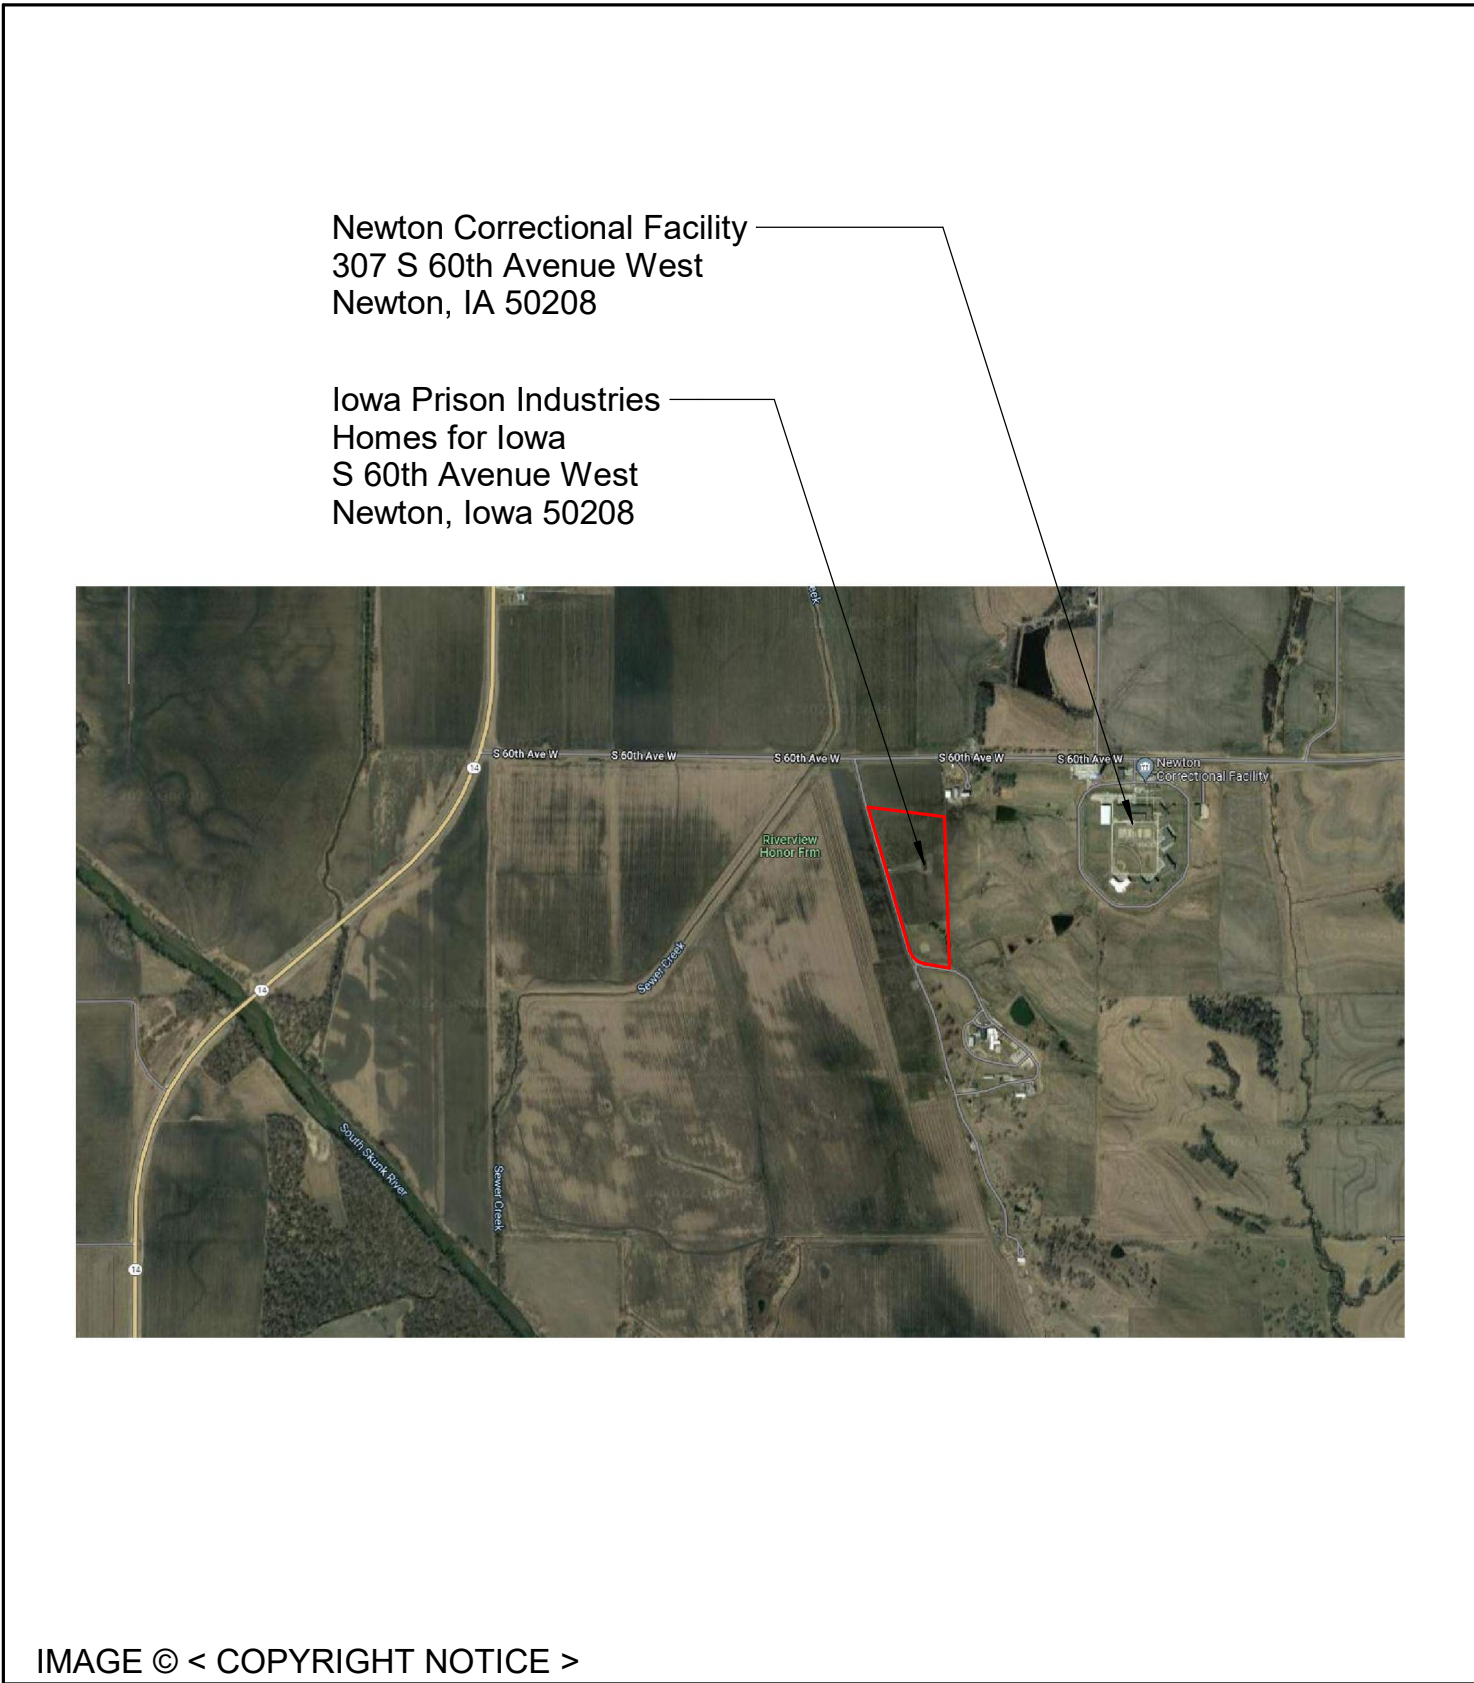 Newton Correctional Facility
307 S 60th Avenue West
Newton, IA 50208
Iowa Prison Industries
Homes for Iowa
S 60th Avenue West
Newton, Iowa 50208
eek
S 60th Ave W
S 60th Ave W
S 60th Ave W
S 60th Ave W
S 60th Ave W
14
Newton
Correctional Facility
Riverview
Honor Frm
Sewer Creek
14
South Skunk River
Sewer Creek
14
IMAGE © < COPYRIGHT NOTICE >